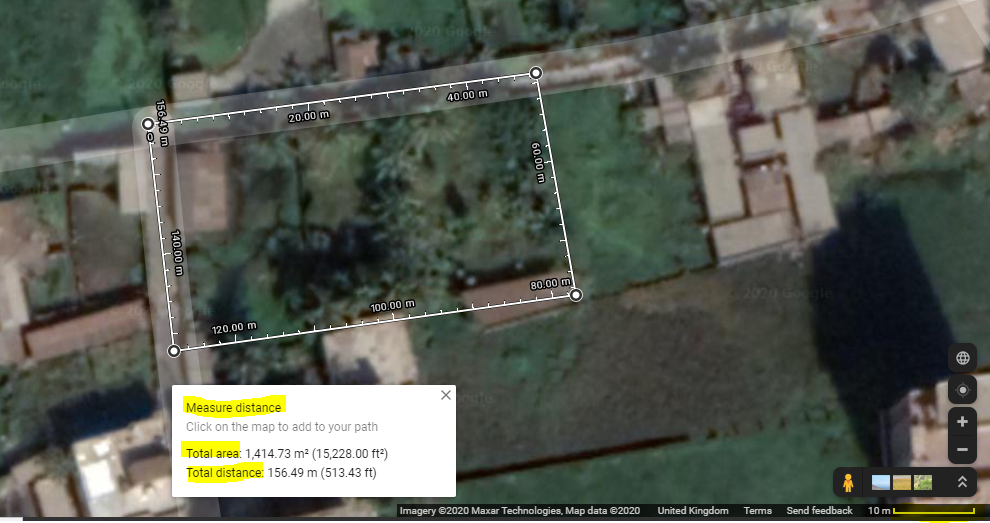 2020 Google
156.49 m
0
20.00 m
40.00 m
60.00 m
140.00 m
80.00 m
100.00 m
120.00 m
2020 Google
Measure distance
Click on the map to add to your path
Total area: 1,414.73 m² (15,228.00 ft²)
Total distance: 156.49 m (513.43 ft)
Imagery ©2020 Maxar Technologies, Map data ©2020 United Kingdom Terms Send feedback 10 m